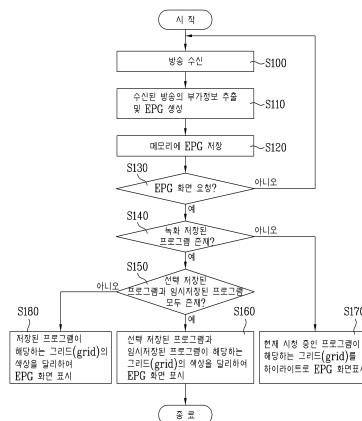 시 작
방송 수신
S100
수신된 방송의 부가정보 추출
및 EPG 생성
S110
메모리에 EPG 저장
S120
S130
EPG 화면 요청?
아니오
예
S140
녹화 저장된
프로그램 존재?
아니오
예
S150
선택 저장된
프로그램과 임시저장된 프로그램
모두 존재?
아니오
예
S180
저장된 프로그램이
해당하는 그리드(grid)의
색상을 달리하여
EPG 화면 표시
S160
선택 저장된 프로그램과
임시저장된 프로그램이 해당하는
그리드(grid)의 색상을 달리하여
EPG 화면 표시
S170
현재 시청 중인 프로그램이
해당하는 그리드(grid)를
하이라이트로 EPG 화면표시
종 료